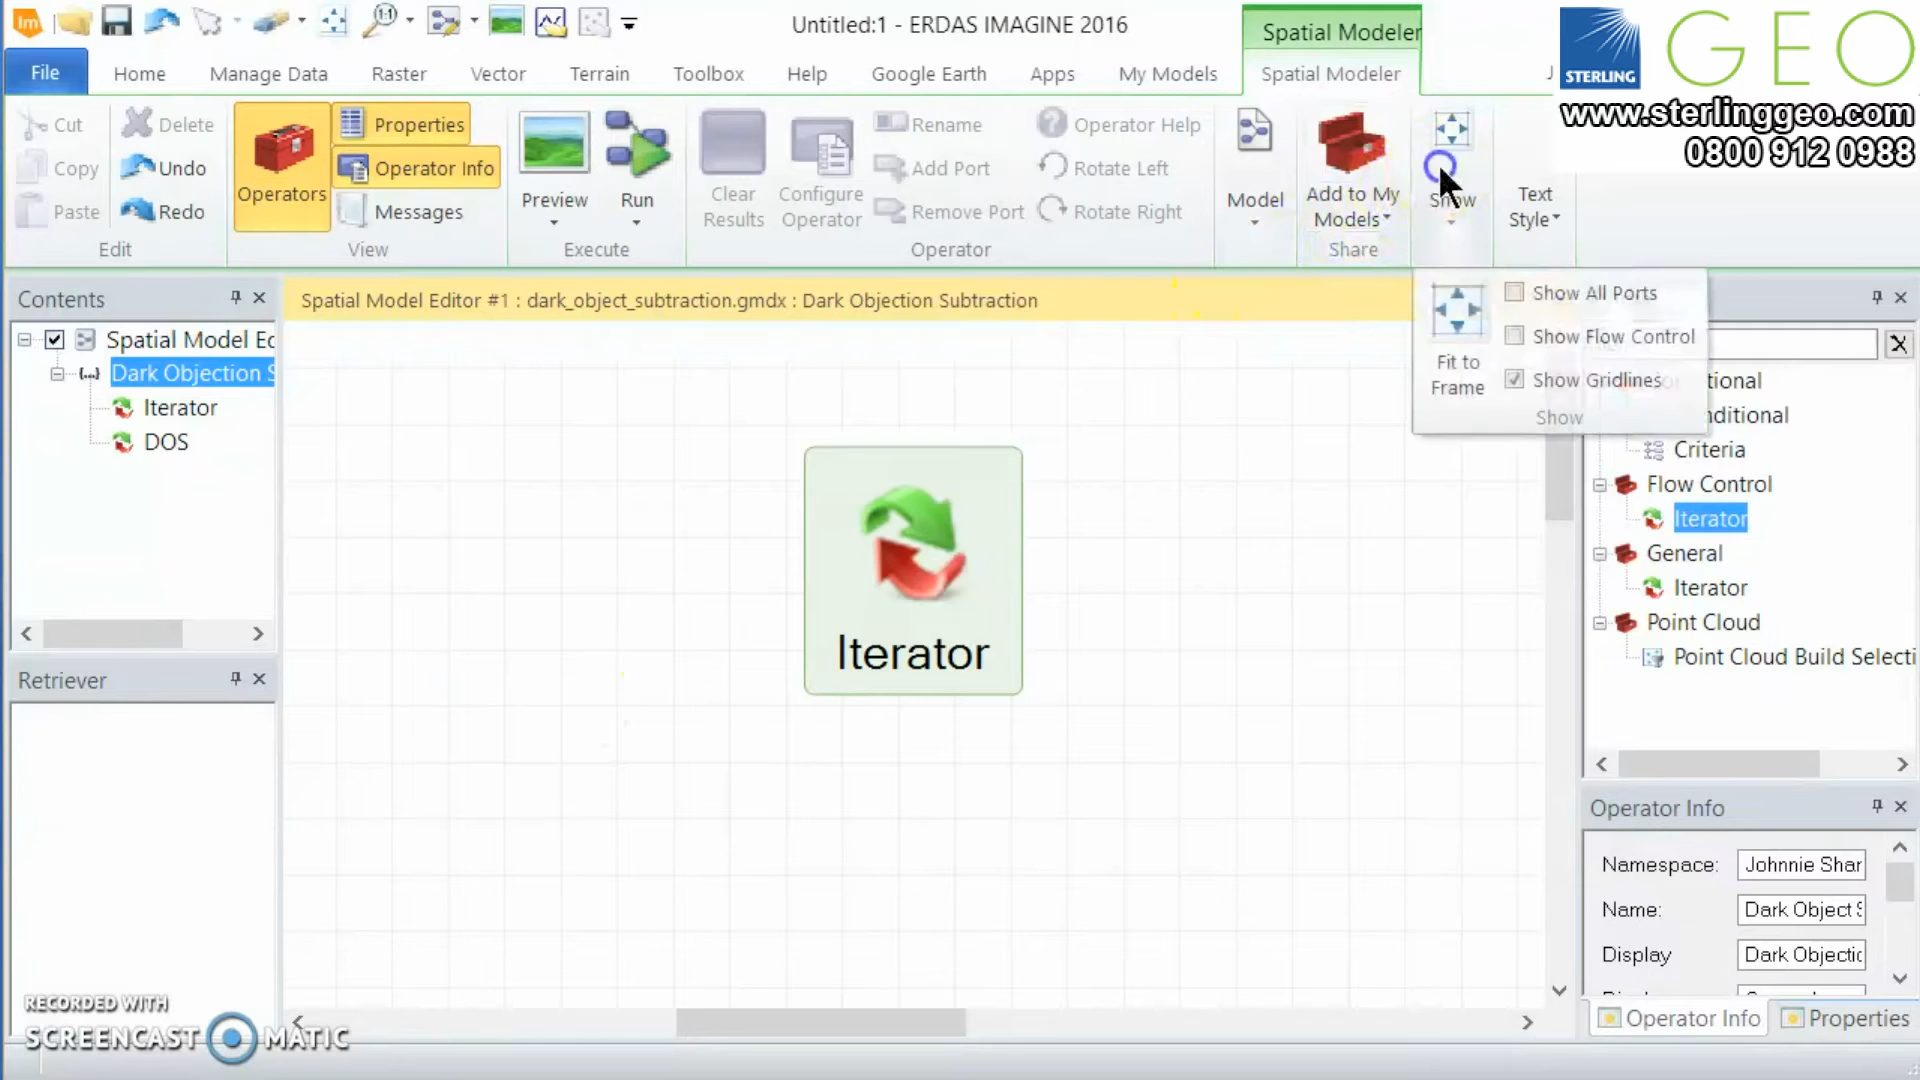 Untitled:1 - ERDAS IMAGINE 2016
Spatial Modeler
File
Home
Manage Data
Raster
Vector
Terrain
Toolbox
Help
Google Earth
Apps
My Models
Spatial Modeler
STERLING
GEO
www.sterlinggeo.com
0800 912 0988
Cut
Copy
Paste
Delete
Undo
Redo
Edit
Operators
Properties
Operator Info
Messages
View
Preview
Run
Execute
Clear
Results
Configure
Operator
Rename
Add Port
Remove Port
Operator Help
Rotate Left
Rotate Right
Operator
Model
Add to My
Models
Share
Show
Text
Style
Contents
Spatial Model Ec
Dark Objection S
Iterator
DOS
Retriever
Spatial Model Editor #1 : dark_object_subtraction.gmdx : Dark Objection Subtraction
Iterator
Fit to
Frame
Show All Ports
Show Flow Control
Show Gridlines
Show
Criteria
Flow Control
Iterator
General
Iterator
Point Cloud
Point Cloud Build Selecti
Operator Info
Namespace: Johnnie Shar
Name: Dark Object S
Display Dark Objectic
Operator Info
Properties
RECORDED WITH
SCREENCAST MATIC